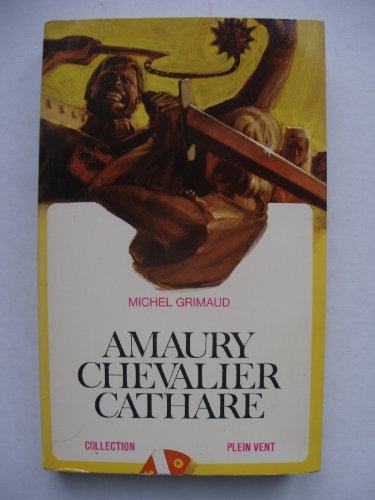 MICHEL GRIMAUD
AMAURY
CHEVALIER
CATHARE
COLLECTION PLEIN VENT